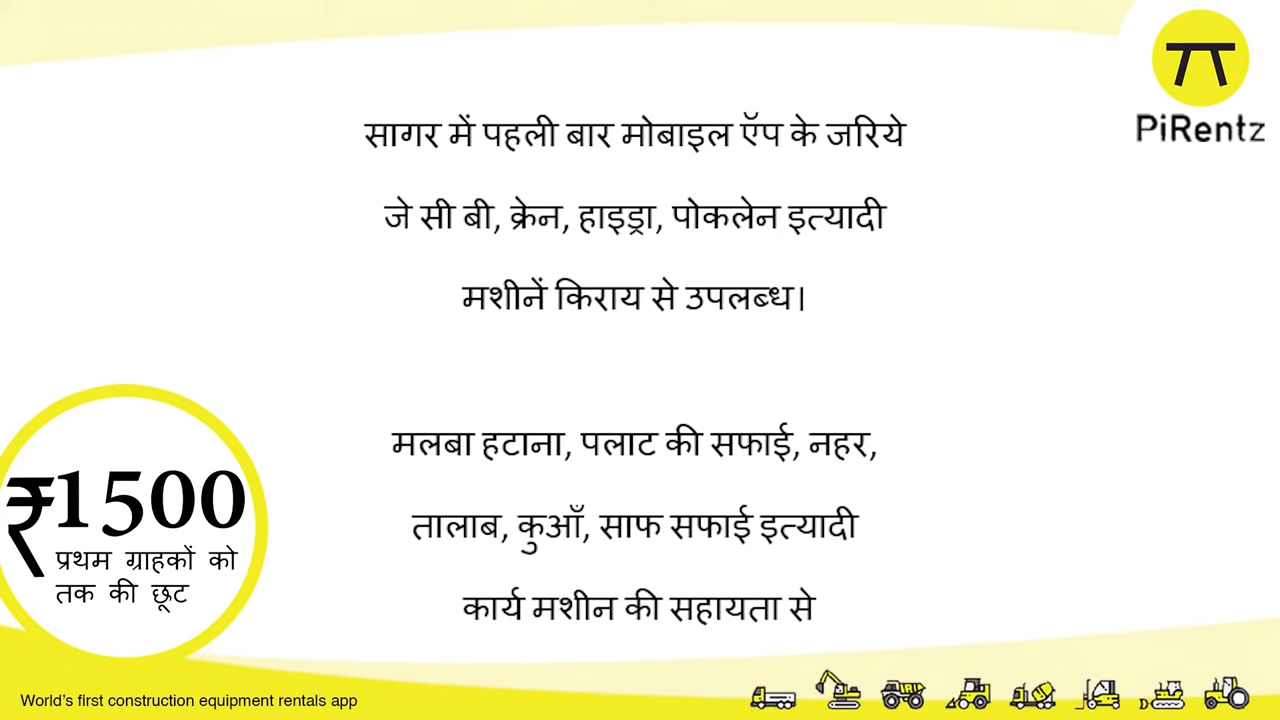 PiRentz
सागर में पहली बार मोबाइल ऍप के जरिये
जे सी बी, क्रेन, हाइड्रा, पोकलेन इत्यादी
मशीनें किराय से उपलब्ध।
मलबा हटाना, पलाट की सफाई, नहर,
तालाब, कुआँ, साफ सफाई इत्यादी
कार्य मशीन की सहायता से
₹1500
प्रथम ग्राहकों को
तक की छूट
World's first construction equipment rentals app